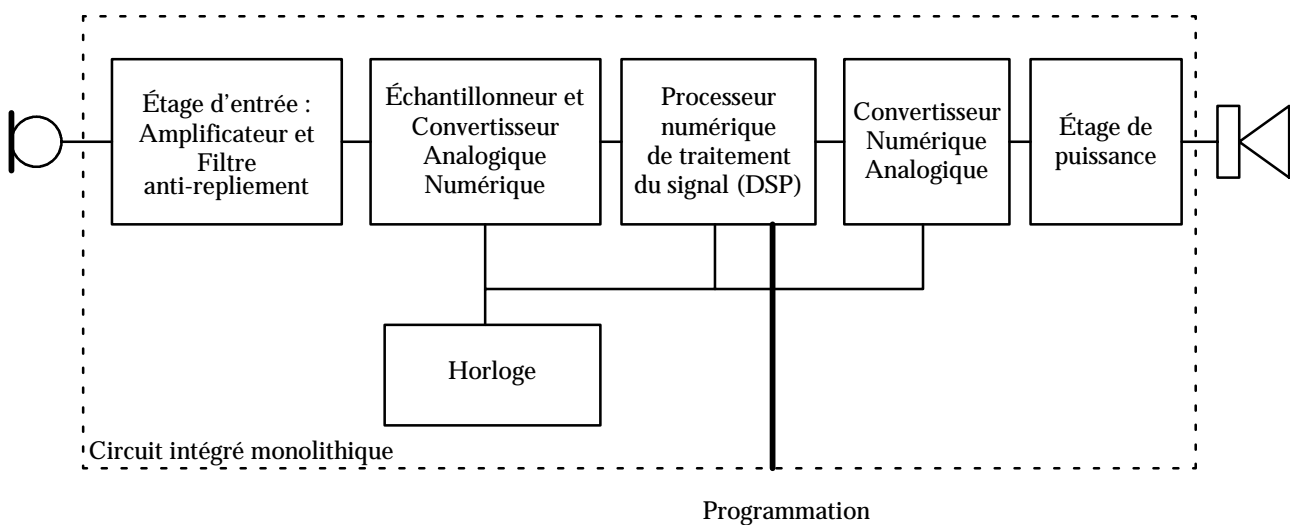 Étage d'entrée :
Amplificateur et
Filtre
anti-repliement
Échantillonneur et
Convertisseur
Analogique
Numérique
Processeur
numérique
de traitement
du signal (DSP)
Convertisseur
Numérique
Analogique
Étage de
puissance
Horloge
Circuit intégré monolithique
Programmation